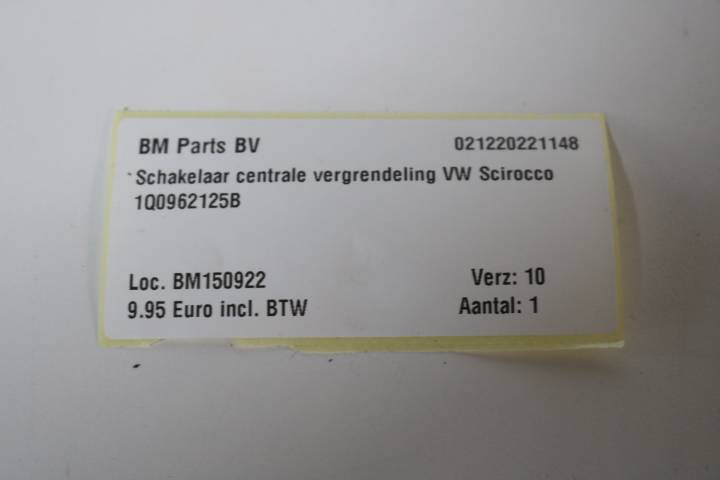 BM Parts BV 021220221148
Schakelaar centrale vergrendeling VW Scirocco
1Q0962125B
Loc. BM150922 Verz: 10
9.95 Euro incl. BTW Aantal: 1